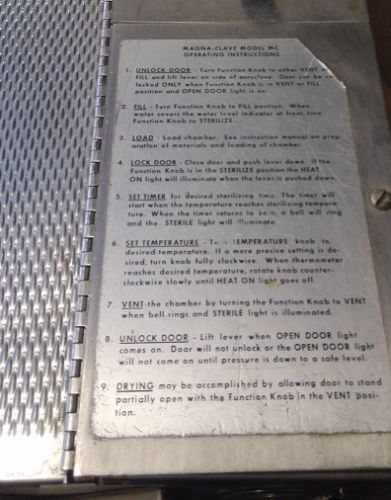 MAGNA-CLAVE MODEL MC
OPERATING INSTRUCTIONS
1. UNLOCK DOOR - Turn Function Knob to either VENT
FILL and lift lever on side of autoclave. Door can be un
locked ONLY when Function Knob is in VENT or FILL
position and OPEN DOOR light is on.
2. FILL - Turn Function Knob to FILL position. When
water covers the water level indicator at front, turn
Function Knob to STERILIZE.
3. LOAD - Load chamber. See instruction manual on prep-
aration of materials and loading of chamber.
4. LOCK DOOR - Close door and push lever down. If the
Function Knob is in the STERILIZE position the HEAT
ON light will illuminate when the lever is pushed down.
5. SET TIMER for desired sterilizing time. The timer will
start when the temperature reaches sterilizing tempera-
ture. When timer returns to zero, a bell will ring
and the STERILE light will illuminate.
6. SET TEMPERATURE - Turn TEMPERATURE knob to
desired temperature. If a more precise setting is de-
sired, turn knob fully clockwise. When thermometer
reaches desired temperature, rotate knob counter-
clockwise slowly until HEAT ON light goes off.
7. VENT-the chamber by turning the Function Knob to VENT
when bell rings and STERILE light is illuminated.
8. UNLOCK DOOR - Lift lever when OPEN DOOR light
comes on. Door will not unlock or the OPEN DOOR light
will not come on until pressure is down to a safe level.
9. DRYING may be accomplished by allowing door to stand
partially open with the Function Knob in the VENT posi-
tion.